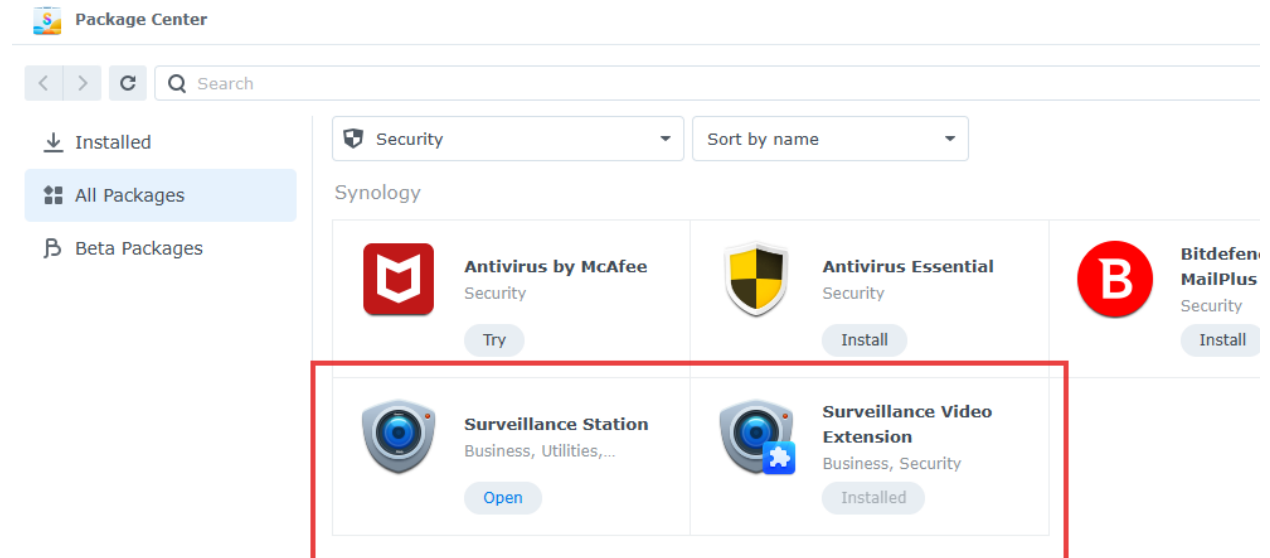 Package Center
Search
Installed
All Packages
Beta Packages
Security
Sort by name
Synology
Antivirus by McAfee
Security
Try
Antivirus Essential
Security
Install
Bitdefen
MailPlus
Security
Install
Surveillance Station
Business, Utilities,...
Open
Surveillance Video
Extension
Business, Security
Installed